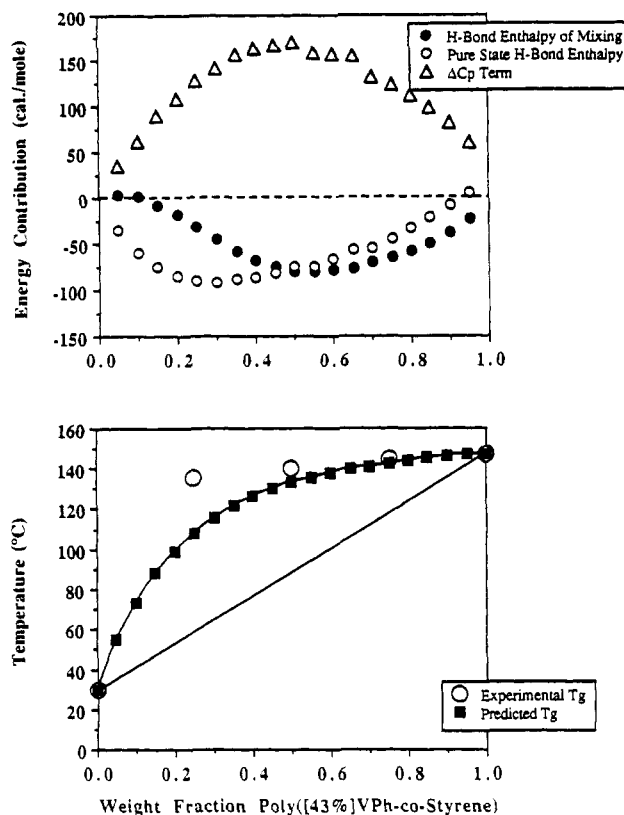 H-Bond Enthalpy of Mixing
Pure State H-Bond Enthalpy
ΔCp Term
Energy Contribution (cal./mole)
200
150
100
50
0
-50
-100
-150
0.0 0.2 0.4 0.6 0.8 1.0
Temperature (°C)
160
140
120
100
80
60
40
20
0
Experimental Tg
Predicted Tg
0.0 0.2 0.4 0.6 0.8 1.0
Weight Fraction Poly([43%]VPh-co-Styrene)